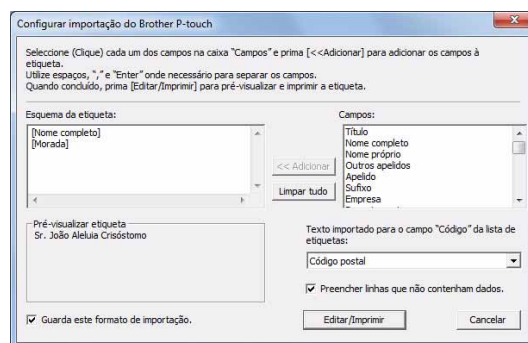 Configurar importação do Brother P-touch
Seleccione (Clique) cada um dos campos na caixa "Campos" e prima [<<Adicionar] para adicionar os campos à
etiqueta.
Utilize espaços, "," e "Enter" onde necessário para separar os campos.
Quando concluído, prima [Editar/Imprimir] para pré-visualizar e imprimir a etiqueta.
Esquema da etiqueta:
[Nome completo]
[Morada]
<< Adicionar
Limpar tudo
Campos:
Título
Nome completo
Nome próprio
Outros apelidos
Apelido
Sufixo
Empresa
Pré-visualizar etiqueta
Sr. João Aleluia Crisóstomo
Texto importado para o campo "Código" da lista de
etiquetas:
Código postal
Preencher linhas que não contenham dados.
Guarda este formato de importação.
Editar/Imprimir
Cancelar